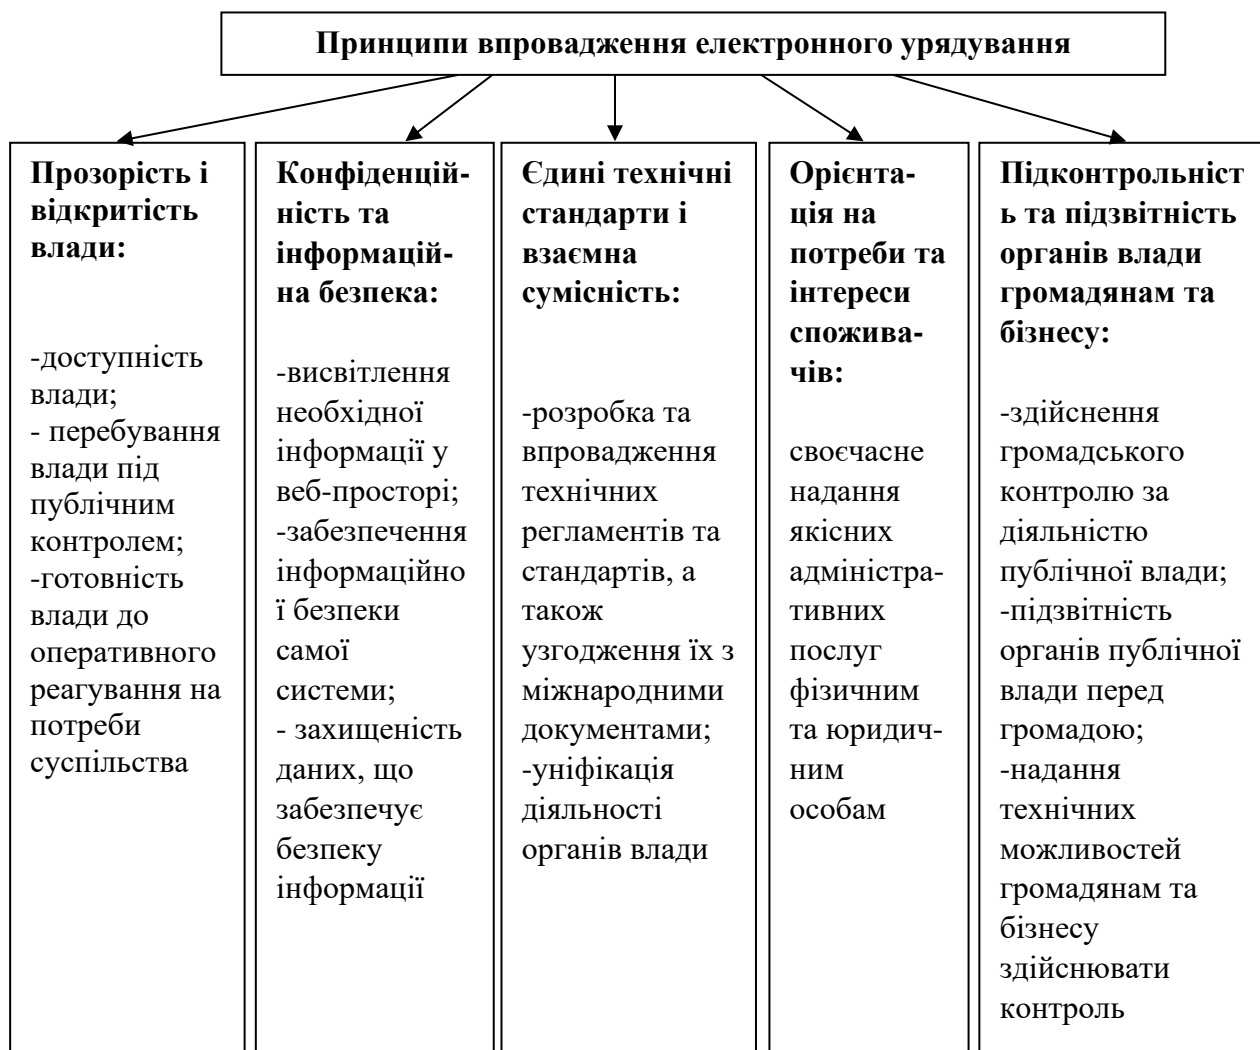 Принципи впровадження електронного урядування
Прозорість і
відкритість
влади:
-доступність
влади;
- перебування
влади під
публічним
контролем;
-готовність
влади до
оперативного
реагування на
потреби
суспільства
Конфіденцій-
ність та
інформацій-
на безпека:
-висвітлення
необхідної
інформації у
веб-просторі;
-забезпечення
інформаційно
ї безпеки
самої
системи;
- захищеність
даних, що
забезпечує
безпеку
інформації
Єдині технічні
стандарти і
взаємна
сумісність:
-розробка та
впровадження
технічних
регламентів та
стандартів, а
також
узгодження їх з
міжнародними
документами;
-уніфікація
діяльності
органів влади
Орієнта-
ція на
потреби та
інтереси
спожива-
чів:
своєчасне
надання
якісних
адміністра-
тивних
послуг
фізичним
та юридич-
ним
особам
Підконтрольніст
ь та підзвітність
органів влади
громадянам та
бізнесу:
-здійснення
громадського
контролю за
діяльністю
публічної влади;
-підзвітність
органів публічної
влади перед
громадою;
-надання
технічних
можливостей
громадянам та
бізнесу
здійснювати
контроль